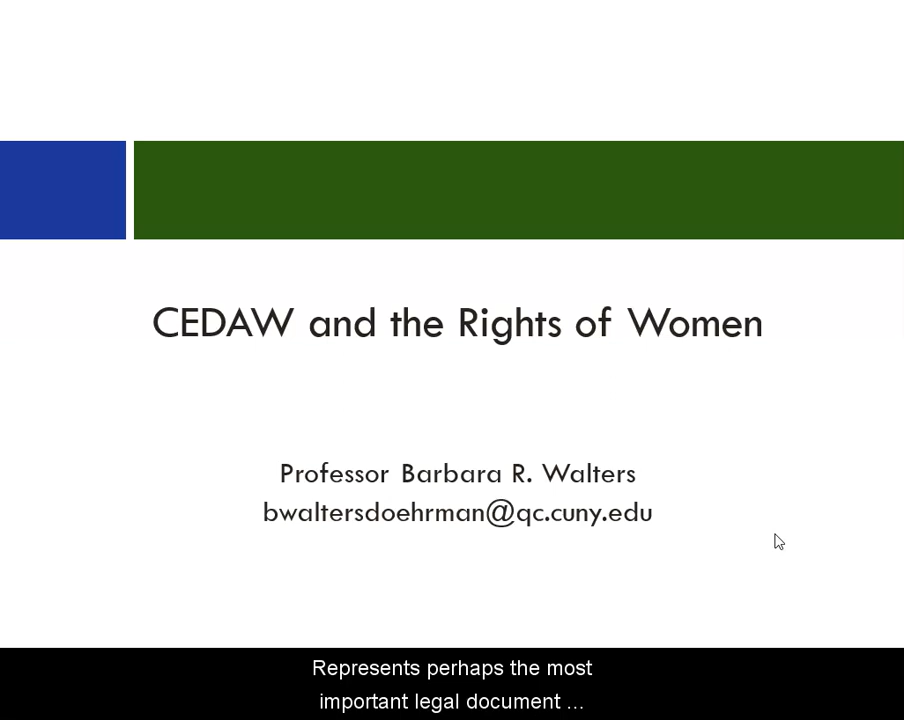 CEDAW and the Rights of Women
Professor Barbara R. Walters
bwaltersdoehrman@qc.cuny.edu
Represents perhaps the most
important legal document ...